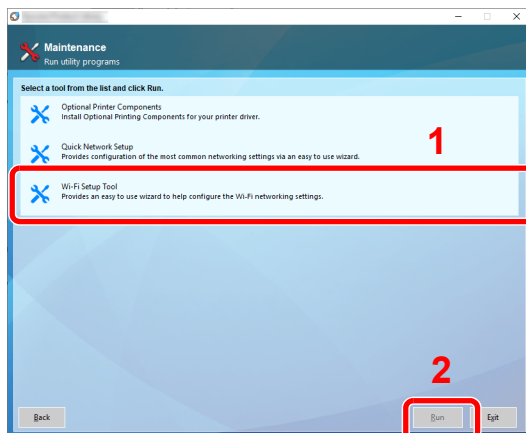 Maintenance
Run utility programs
Select a tool from the list and click Run.
Optional Printer Components
Install Optional Printing Components for your printer driver.
1
Quick Network Setup
Provides configuration of the most common networking settings via an easy to use wizard.
Wi-Fi Setup Tool
Provides an easy to use wizard to help configure the Wi-Fi networking settings.
2
Back
Run
Exit